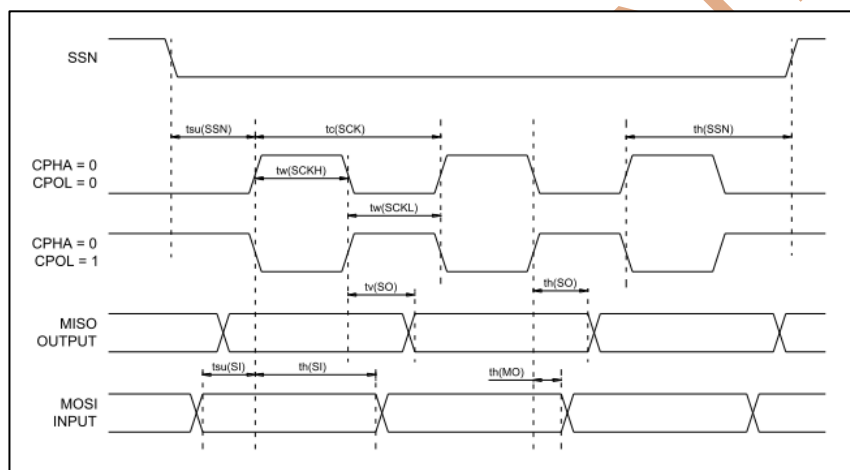 SSN
tsu(SSN)
tc(SCK)
th(SSN)
CPHA = 0
CPOL = 0
tw(SCKH)
tw(SCKL)
CPHA = 0
CPOL = 1
tv(SO)
th(SO)
MISO
OUTPUT
tsu(SI)
th(SI)
th(MO)
MOSI
INPUT